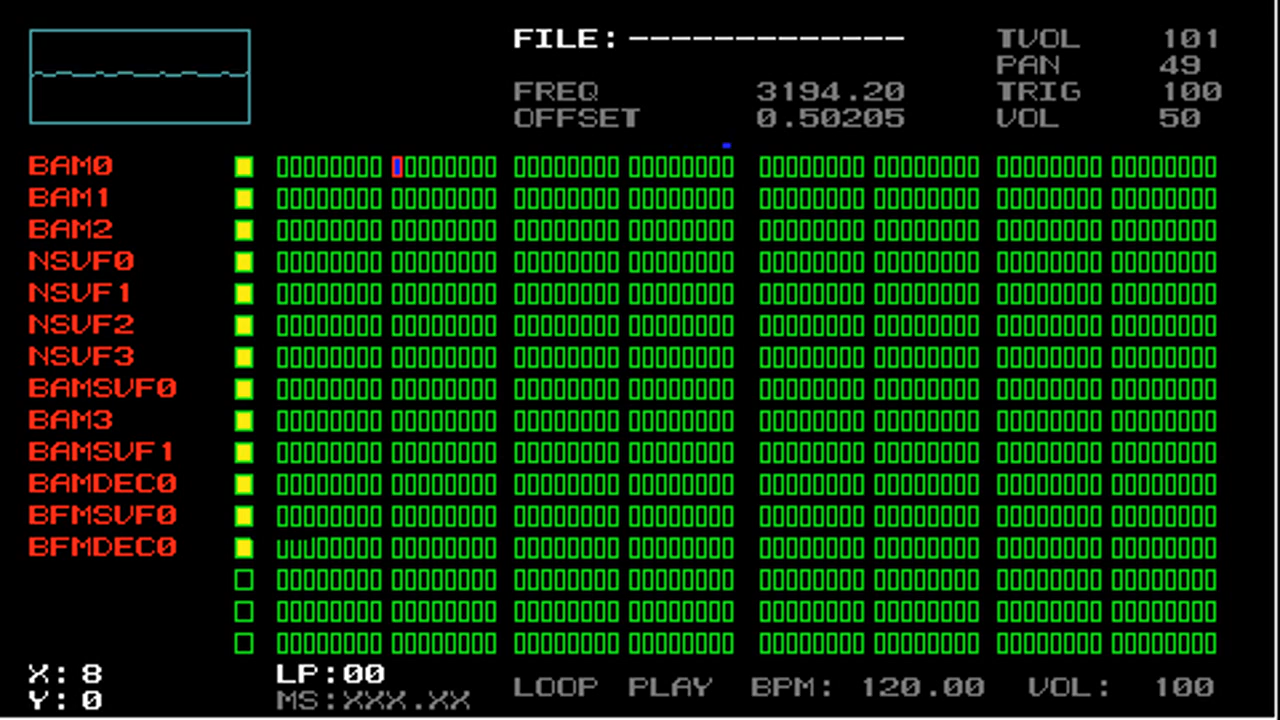 FILE:------------- TVOL 101
PAN 49
FREQ 3194.20 TRIG 100
OFFSET 0.50205 VOL 50
BAM0
BAM1
BAM2
NSVF0
NSVF1
NSVF2
NSVF3
BAMSVF0
BAM3
BAMSVF1
BAMDEC0
BFMSVF0
BFMDEC0
X:8 LP:00
Y:0 MS:XXX.XX LOOP PLAY BPM: 120.00 VOL: 100